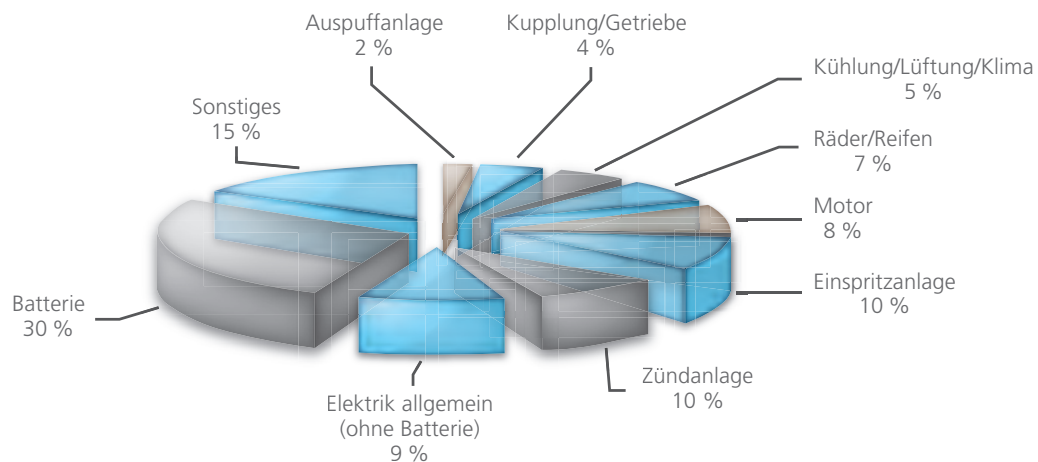 Auspuffanlage
2 %
Kupplung/Getriebe
4 %
Kühlung/Lüftung/Klima
5 %
Räder/Reifen
7 %
Motor
8 %
Einspritzanlage
10 %
Zündanlage
10 %
Elektrik allgemein
(ohne Batterie)
9 %
Batterie
30 %
Sonstiges
15 %